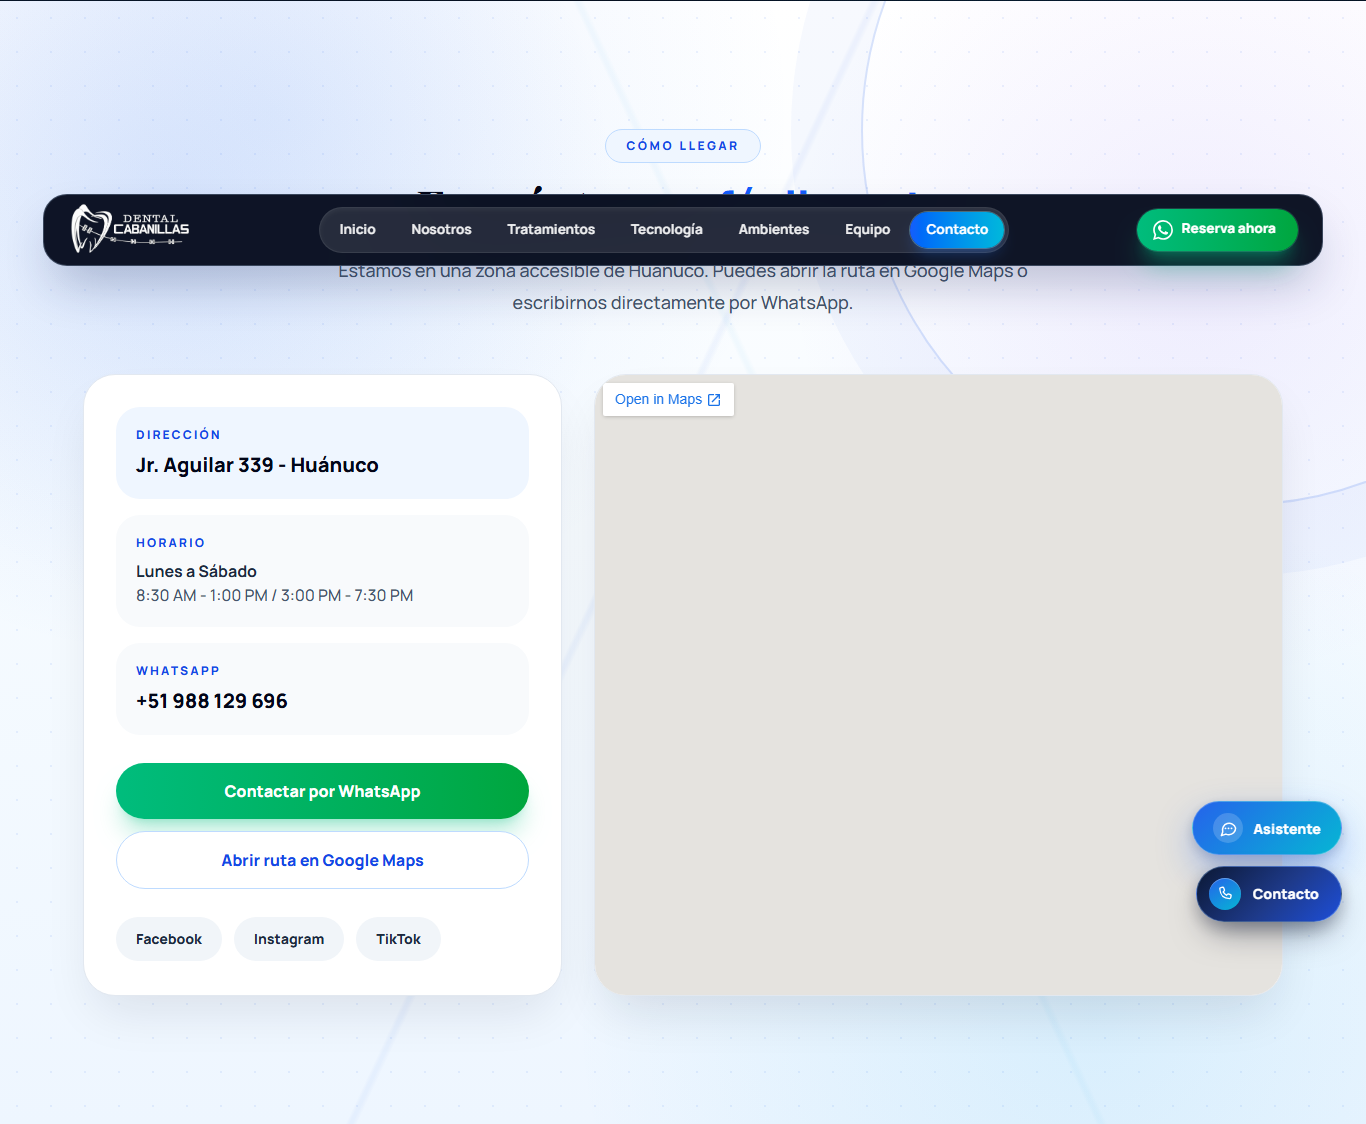 CÓMO LLEGAR
DENTAL
CABANILLAS
Inicio
Nosotros
Tratamientos
Tecnología
Ambientes
Equipo
Contacto
Reserva ahora
Estamos en una zona accesible de Huánuco. Puedes abrir la ruta en Google Maps o
escribirnos directamente por WhatsApp.
DIRECCIÓN
Jr. Aguilar 339 - Huánuco
HORARIO
Lunes a Sábado
8:30 AM - 1:00 PM / 3:00 PM - 7:30 PM
WHATSAPP
+51 988 129 696
Contactar por WhatsApp
Abrir ruta en Google Maps
Facebook
Instagram
TikTok
Open in Maps
Asistente
Contacto